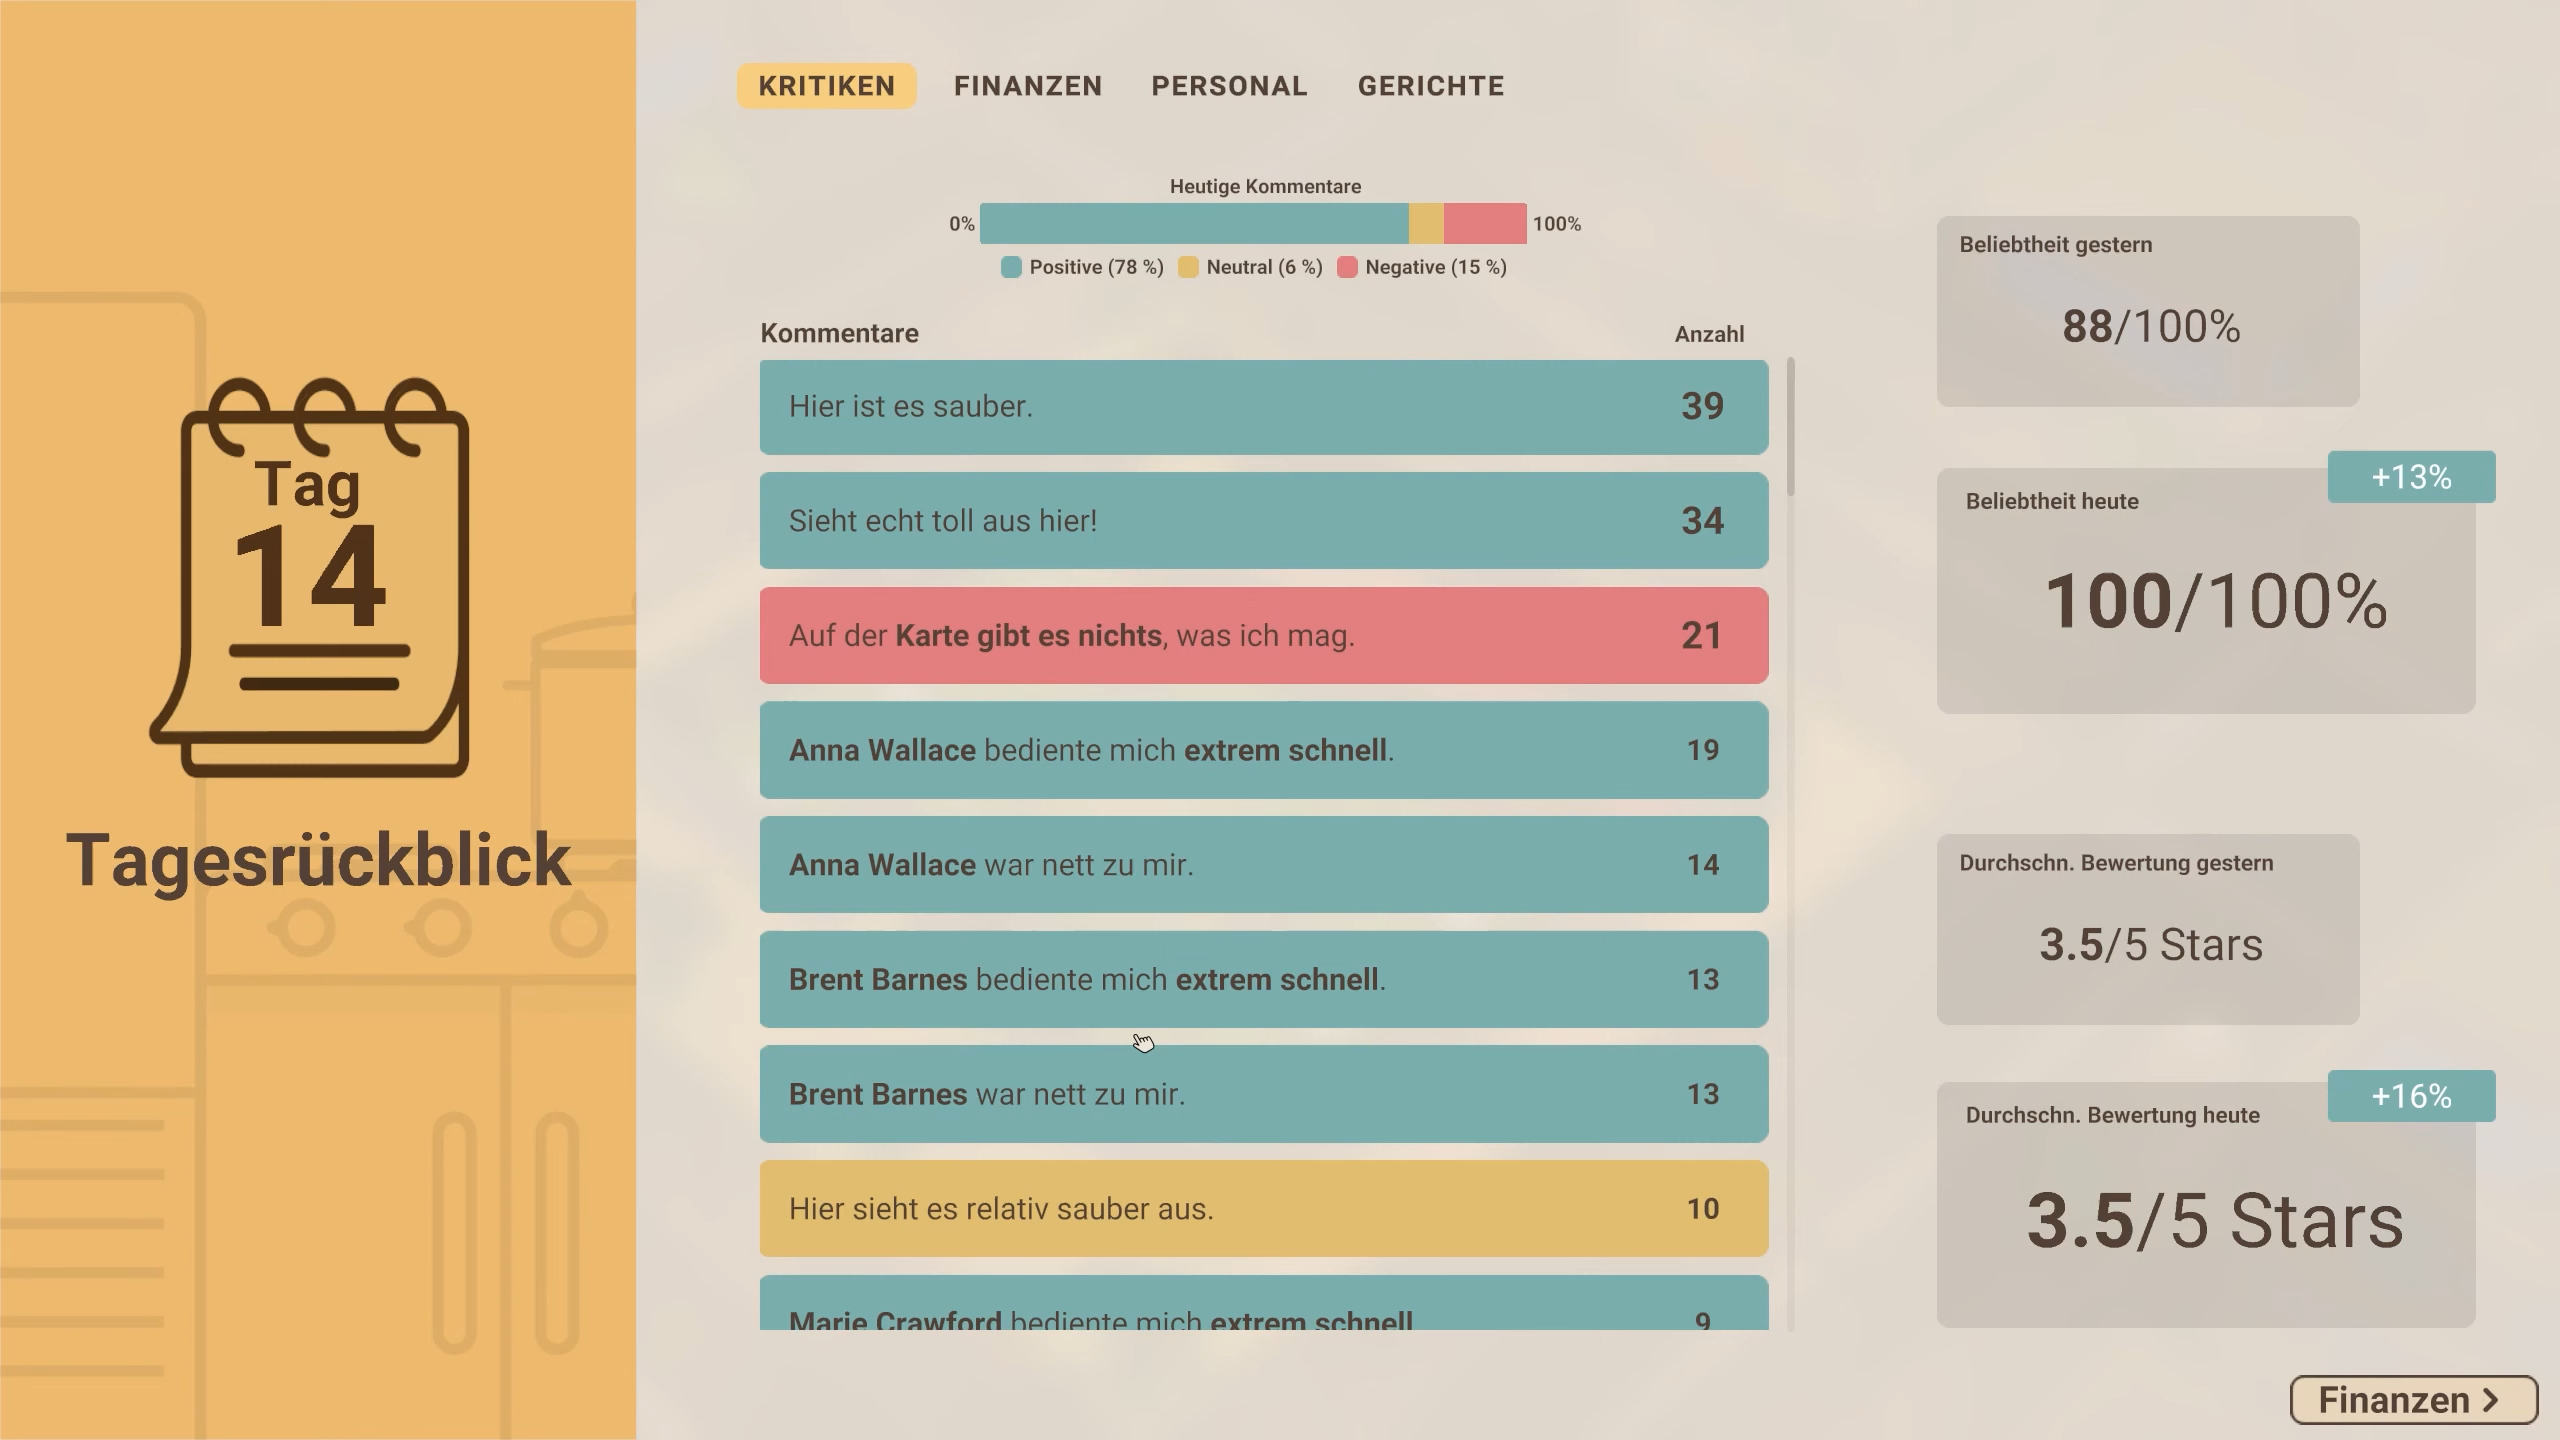 Tag
14
Tagesrückblick
KRITIKEN FINANZEN PERSONAL GERICHTE
Heutige Kommentare
0% 100%
Positive (78 %) Neutral (6 %) Negative (15 %)
Kommentare Anzahl
Hier ist es sauber. 39
Sieht echt toll aus hier! 34
Auf der Karte gibt es nichts, was ich mag. 21
Anna Wallace bediente mich extrem schnell. 19
Anna Wallace war nett zu mir. 14
Brent Barnes bediente mich extrem schnell. 13
Brent Barnes war nett zu mir. 13
Hier sieht es relativ sauber aus. 10
Marie Crawford bediente mich extrem schnell 9
Beliebtheit gestern
88/100%
+13%
Beliebtheit heute
100/100%
Durchschn. Bewertung gestern
3.5/5 Stars
+16%
Durchschn. Bewertung heute
3.5/5 Stars
Finanzen >